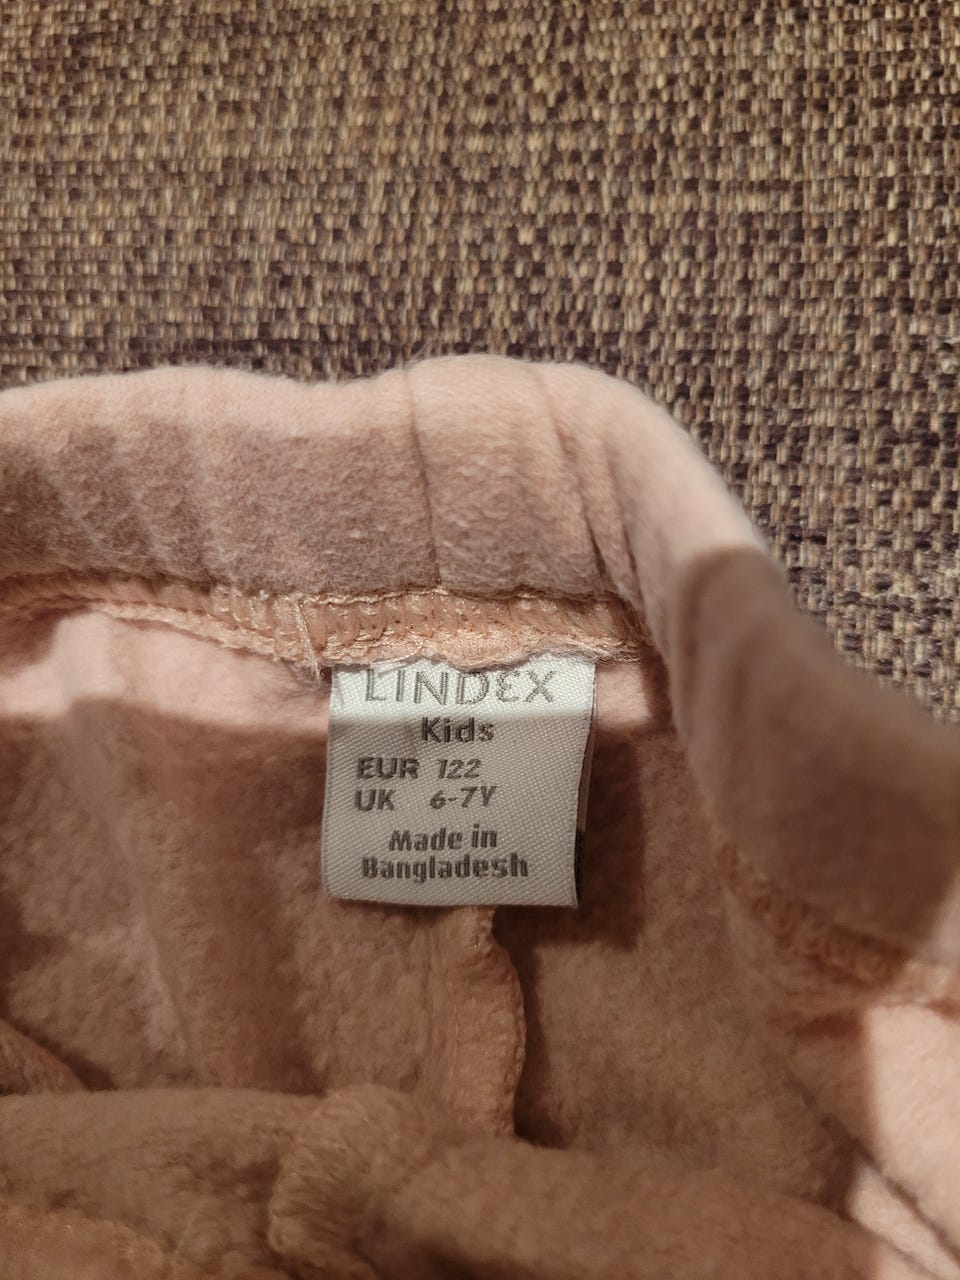 LINDEX
Kids
EUR 122
UK 6-7Y
Made in
Bangladesh